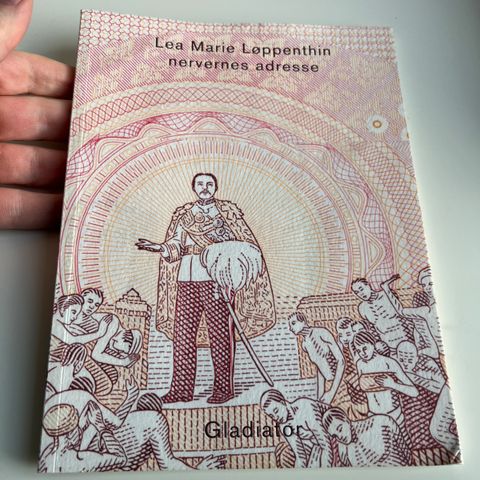 Lea Marie Løppenthin
nervernes adresse
Gladiator